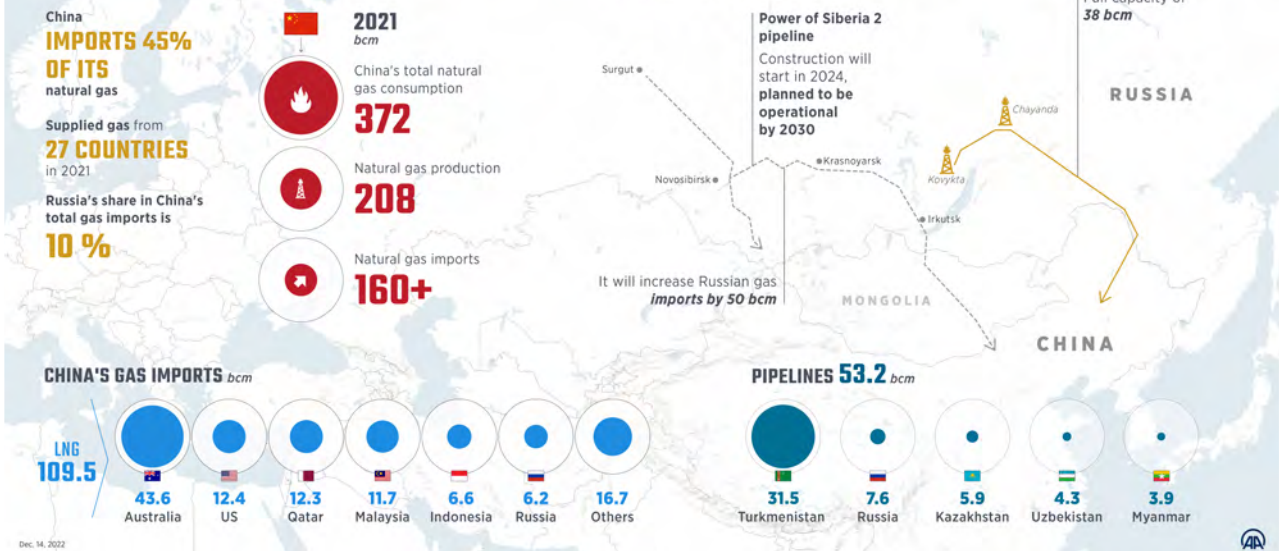 China
IMPORTS 45%
OF ITS
natural gas
Supplied gas from
27 COUNTRIES
in 2021
Russia's share in China's
total gas imports is
10 %
2021
bcm
China's total natural
gas consumption
372
Natural gas production
208
Natural gas imports
160+
Power of Siberia 2
pipeline
Construction will
start in 2024,
planned to be
operational
by 2030
38 bcm
Surgut
Novosibirsk
Krasnoyarsk
Irkutsk
Chayanda
Kovykta
RUSSIA
It will increase Russian gas
imports by 50 bcm
MONGOLIA
CHINA
CHINA'S GAS IMPORTS bcm
LNG
109.5
43.6
Australia
12.4
US
12.3
Qatar
11.7
Malaysia
6.6
Indonesia
6.2
Russia
16.7
Others
PIPELINES 53.2 bcm
31.5
Turkmenistan
7.6
Russia
5.9
Kazakhstan
4.3
Uzbekistan
3.9
Myanmar
Dec. 14, 2022
AA